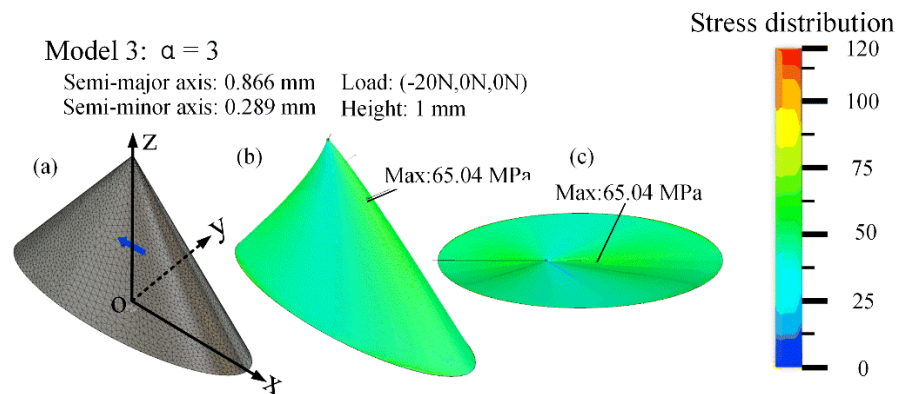 Stress distribution
Model 3: α = 3
Semi-major axis: 0.866 mm Load: (-20N,0N,0N)
Semi-minor axis: 0.289 mm Height: 1 mm
(a)
z
y
o
x
(b)
Max:65.04 MPa
(c)
Max:65.04 MPa
120
100
75
50
25
0